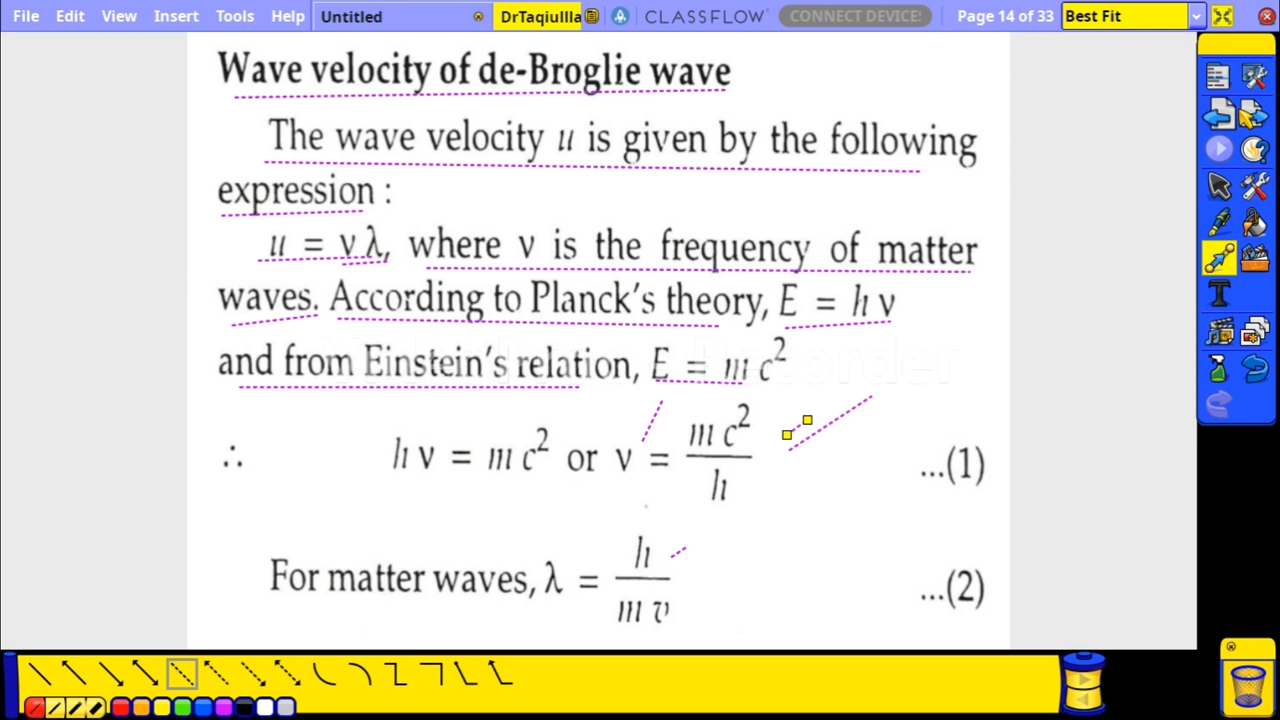 File Edit View Insert Tools Help Untitled DrTaqiullla CLASSFLOW CONNECT DEVICES Page 14 of 33 Best Fit
Wave velocity of de-Broglie wave
The wave velocity u is given by the following
expression :
u = ν λ, where ν is the frequency of matter
waves. According to Planck's theory, E = h ν
and from Einstein's relation, E = m c²
∴ h ν = m c² or ν = m c² / h ...(1)
For matter waves, λ = h / m v ...(2)